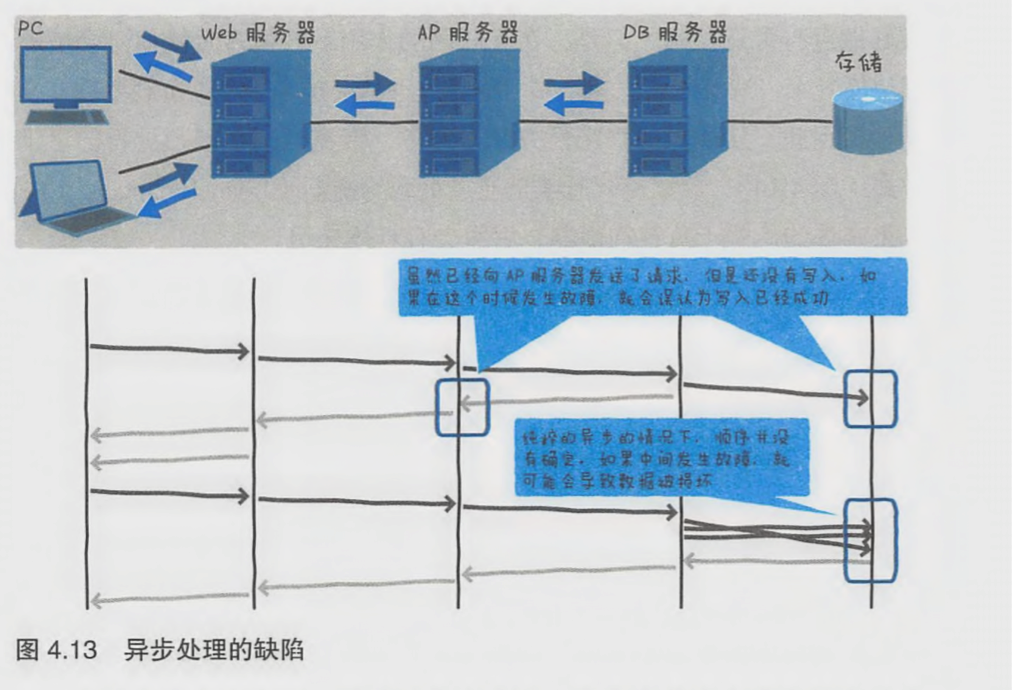 PC
Web 服务器
AP 服务器
DB 服务器
存储
虽然已经向 AP 服务器发送了请求，但是还没有写入，如
果在这个时候发生故障，就会误认为写入已经成功
纯粹的异步的情况下，顺序并没
有确定，如果中间发生故障，就
可能会导致数据被损坏
图 4.13 异步处理的缺陷